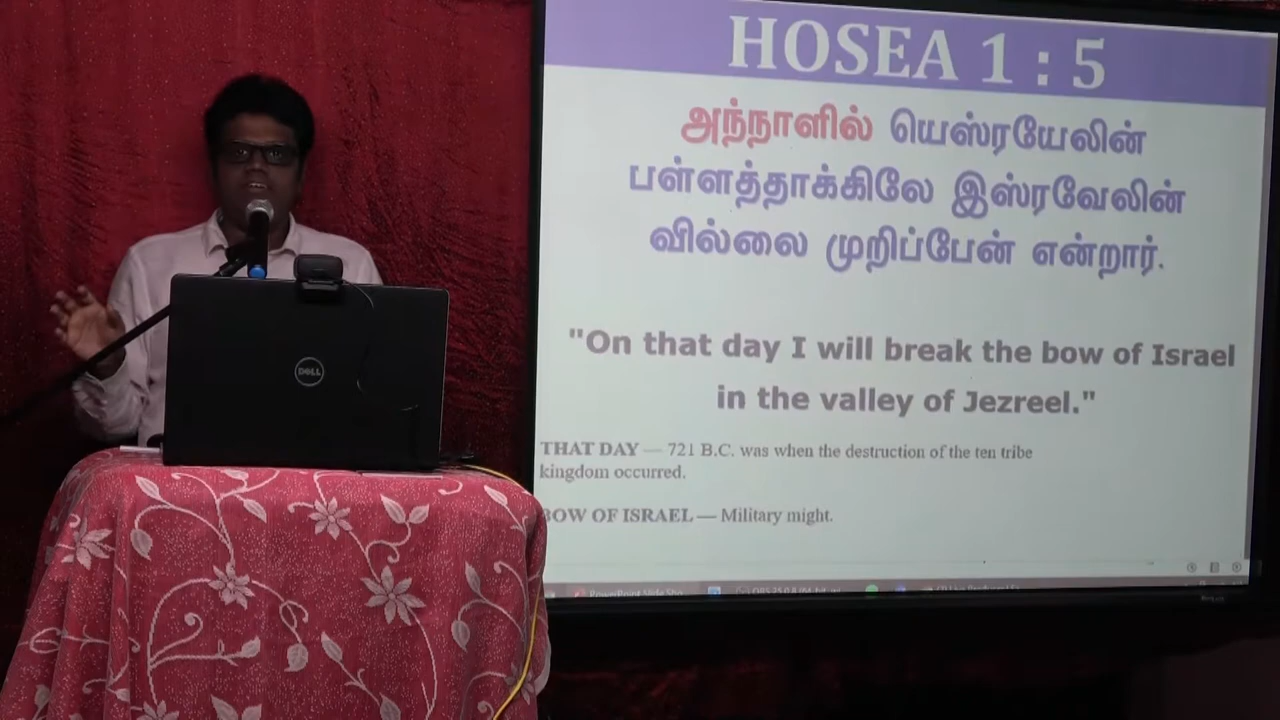 HOSEA 1 : 5
அந்நாளில் யெஸ்ரயேலின்
பள்ளத்தாக்கிலே இஸ்ரவேலின்
வில்லை முறிப்பேன் என்றார்.
"On that day I will break the bow of Israel
in the valley of Jezreel."
THAT DAY — 721 B.C. was when the destruction of the ten tribe
kingdom occurred.
BOW OF ISRAEL — Military might.
DELL